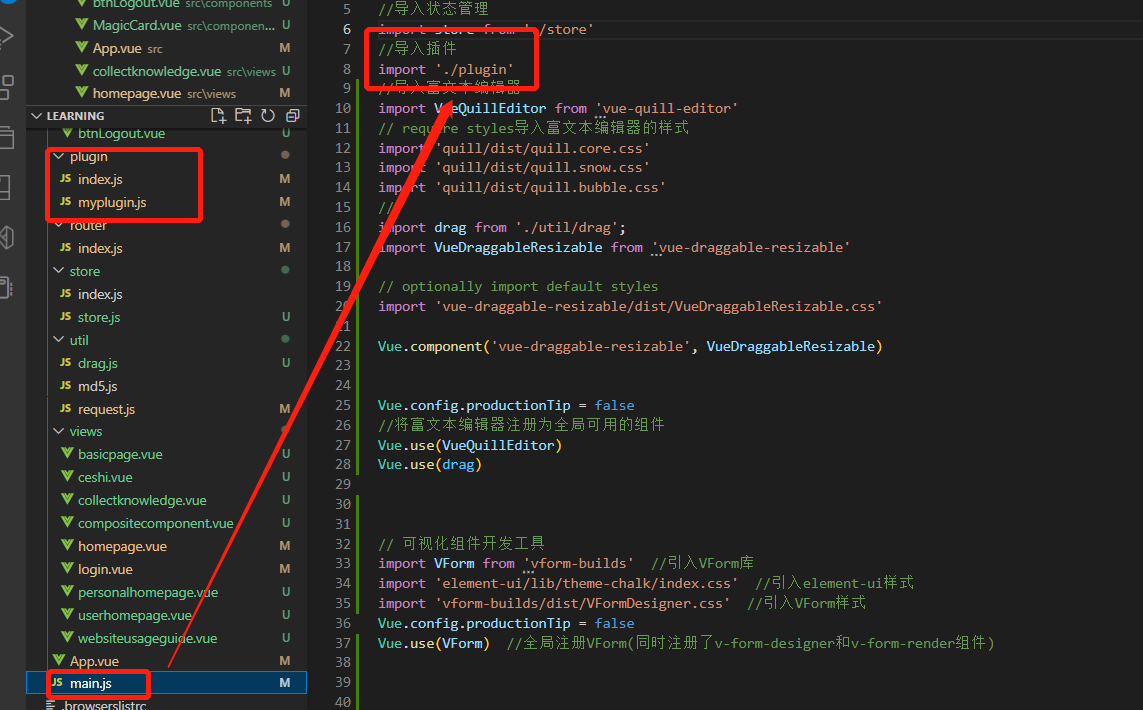 btnLogout.vue src\components U
MagicCard.vue src\componen... U
App.vue src M
collectknowledge.vue src\views U
homepage.vue src\views M
LEARNING
btnLogout.vue U
plugin
JS index.js M
JS myplugin.js M
router
JS index.js M
store
JS index.js
JS store.js U
util
JS drag.js U
JS md5.js
JS request.js M
views
basicpage.vue U
ceshi.vue U
collectknowledge.vue U
compositecomponent.vue U
homepage.vue M
login.vue M
personalhomepage.vue U
userhomepage.vue U
websiteusageguide.vue U
App.vue M
JS main.js M
.browserslistrc
5 //导入状态管理
6 import store from './store'
7 //导入插件
8 import './plugin'
9 //导入富文本编辑器
10 import VueQuillEditor from 'vue-quill-editor'
11 // require styles导入富文本编辑器的样式
12 import 'quill/dist/quill.core.css'
13 import 'quill/dist/quill.snow.css'
14 import 'quill/dist/quill.bubble.css'
15 //
16 import drag from './util/drag';
17 import VueDraggableResizable from 'vue-draggable-resizable'
18
19 // optionally import default styles
20 import 'vue-draggable-resizable/dist/VueDraggableResizable.css'
21
22 Vue.component('vue-draggable-resizable', VueDraggableResizable)
23
24
25 Vue.config.productionTip = false
26 //将富文本编辑器注册为全局可用的组件
27 Vue.use(VueQuillEditor)
28 Vue.use(drag)
29
30
31
32 // 可视化组件开发工具
33 import VForm from 'vform-builds' //引入VForm库
34 import 'element-ui/lib/theme-chalk/index.css' //引入element-ui样式
35 import 'vform-builds/dist/VFormDesigner.css' //引入VForm样式
36 Vue.config.productionTip = false
37 Vue.use(VForm) //全局注册VForm(同时注册了v-form-designer和v-form-render组件)
38
39
40